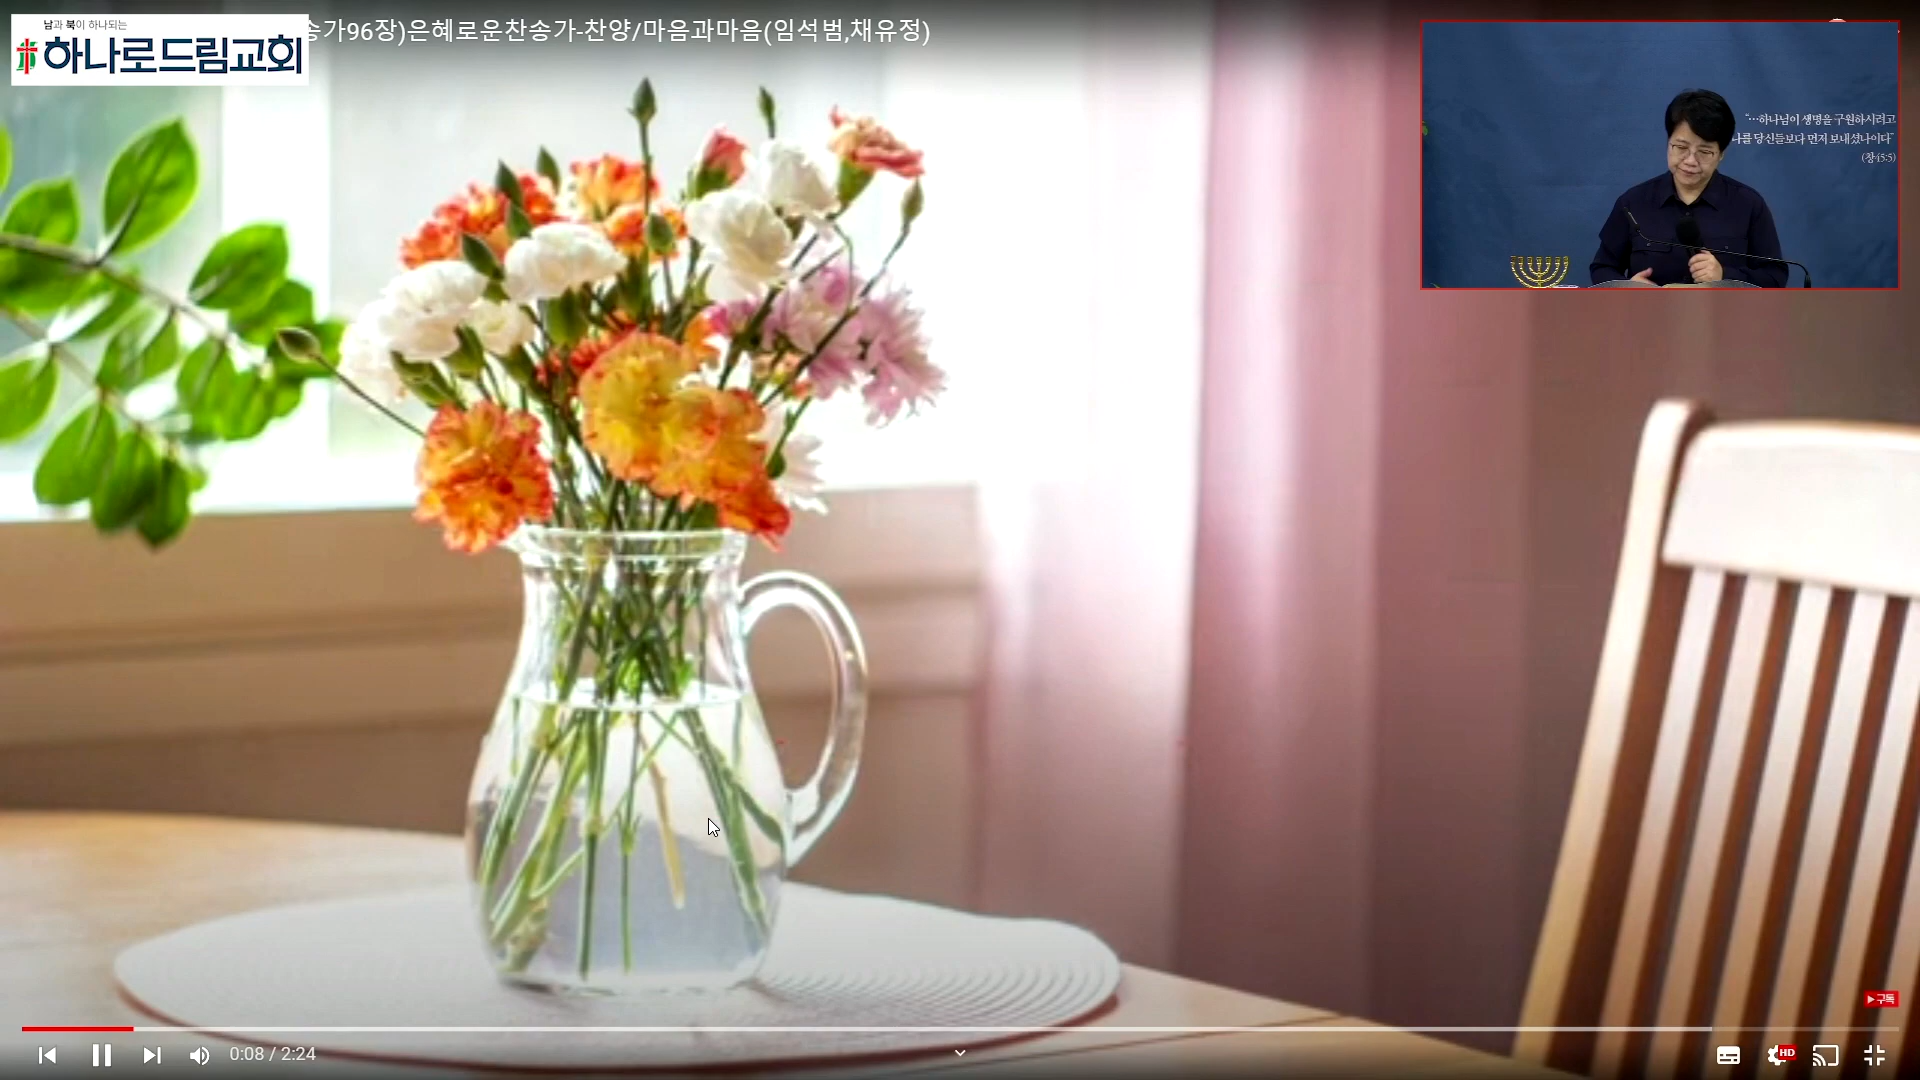 남과 북이 하나되는
하나로드림교회
송가96장)은혜로운찬송가-찬양/마음과마음(임석범,채유정)
“…하나님이 생명을 구원하시려고
나를 당신들보다 먼저 보내셨나이다”
(창45:5)
구독
0:08 / 2:24
HD